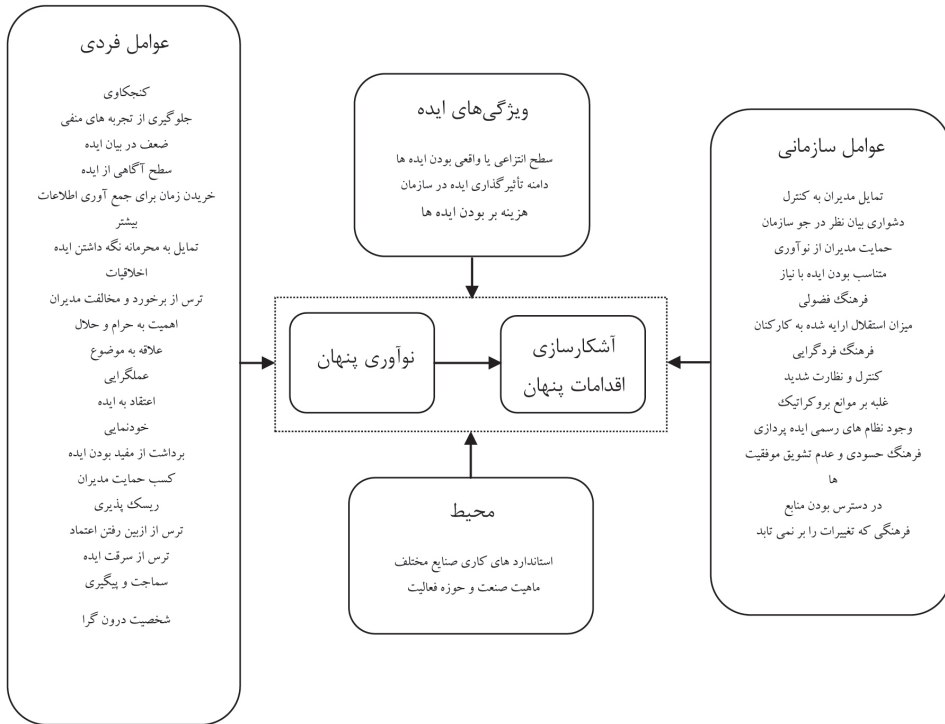 عوامل فردی
کنجکاوی
جلوگیری از تجربه های منفی
ضعف در بیان ایده
سطح آگاهی از ایده
خریدن زمان برای جمع آوری اطلاعات
بیشتر
تمایل به محرمانه نگه داشتن ایده
اخلاقیات
ترس از برخورد و مخالفت مدیران
اهمیت به حرام و حلال
علاقه به موضوع
عملگرایی
اعتقاد به ایده
خودنمایی
برداشت از مفید بودن ایده
کسب حمایت مدیران
ریسک پذیری
ترس از ازبین رفتن اعتماد
ترس از سرقت ایده
سماجت و پیگیری
شخصیت درون گرا
ویژگی‌های ایده
سطح انتزاعی یا واقعی بودن ایده ها
دامنه تأثیرگذاری ایده در سازمان
هزینه بر بودن ایده ها
نوآوری پنهان
آشکارسازی
اقدامات پنهان
محیط
استاندارد های کاری صنایع مختلف
ماهیت صنعت و حوزه فعالیت
عوامل سازمانی
تمایل مدیران به کنترل
دشواری بیان نظر در جو سازمان
حمایت مدیران از نوآوری
متناسب بودن ایده با نیاز
فرهنگ فضولی
میزان استقلال ارایه شده به کارکنان
فرهنگ فردگرایی
کنترل و نظارت شدید
غلبه بر موانع بروکراتیک
وجود نظام های رسمی ایده پردازی
فرهنگ حسودی و عدم تشویق موفقیت
ها
در دسترس بودن منابع
فرهنگی که تغییرات را بر نمی تابد